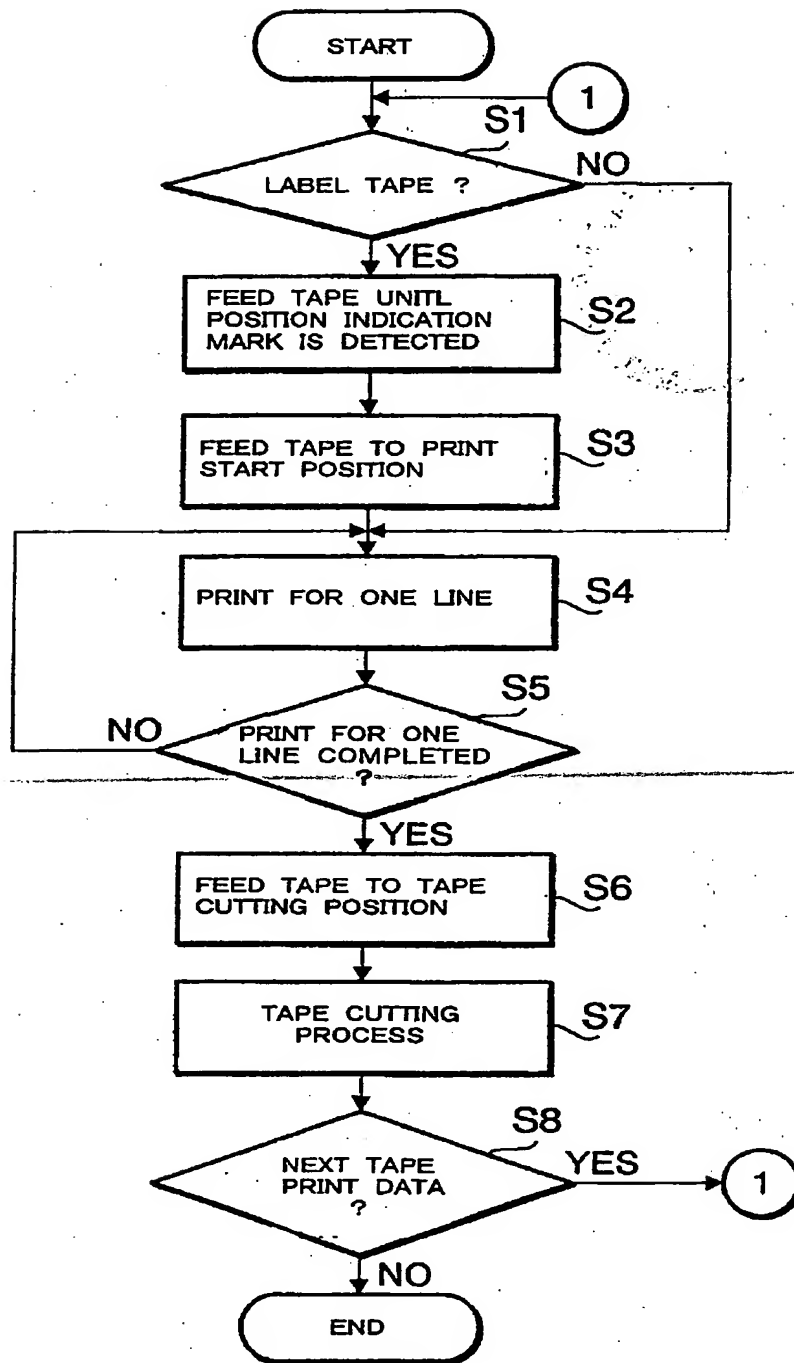 START
1
S1
LABEL TAPE ?
NO
YES
FEED TAPE UNITL
POSITION INDICATION
MARK IS DETECTED
S2
FEED TAPE TO PRINT
START POSITION
S3
PRINT FOR ONE LINE
S4
S5
NO
PRINT FOR ONE
LINE COMPLETED
?
YES
FEED TAPE TO TAPE
CUTTING POSITION
S6
TAPE CUTTING
PROCESS
S7
S8
NEXT TAPE
PRINT DATA
?
YES
1
NO
END